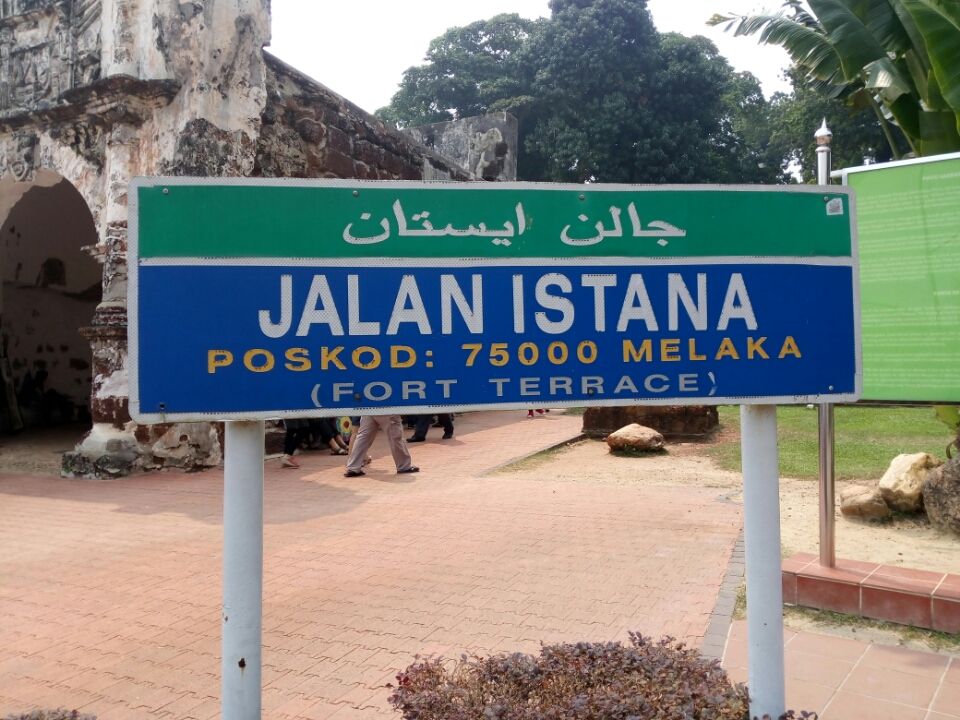 جالن ايستان
JALAN ISTANA
POSKOD: 75000 MELAKA
(FORT TERRACE)